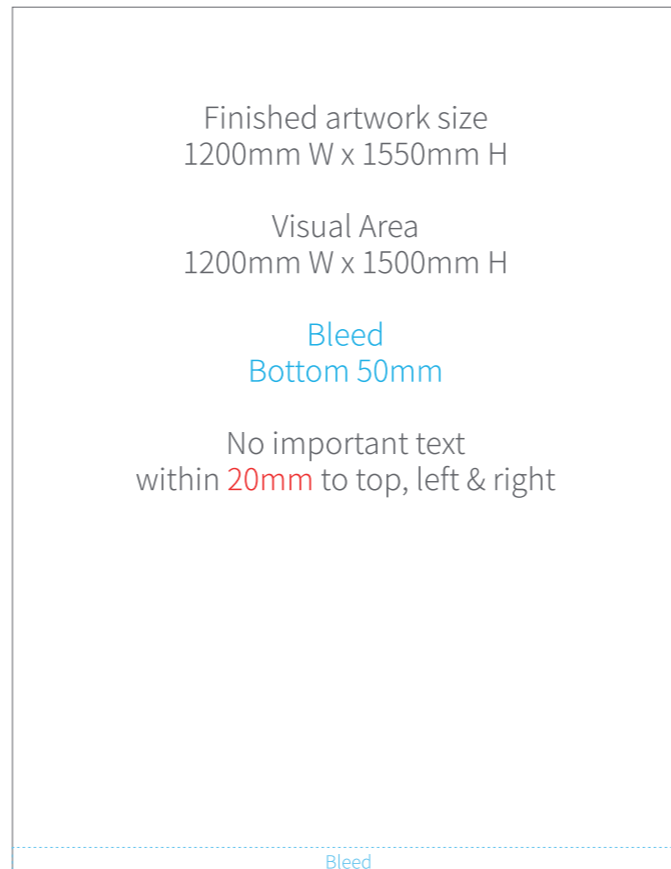 Finished artwork size
1200mm W x 1550mm H
Visual Area
1200mm W x 1500mm H
Bleed
Bottom 50mm
No important text
within 20mm to top, left & right
Bleed